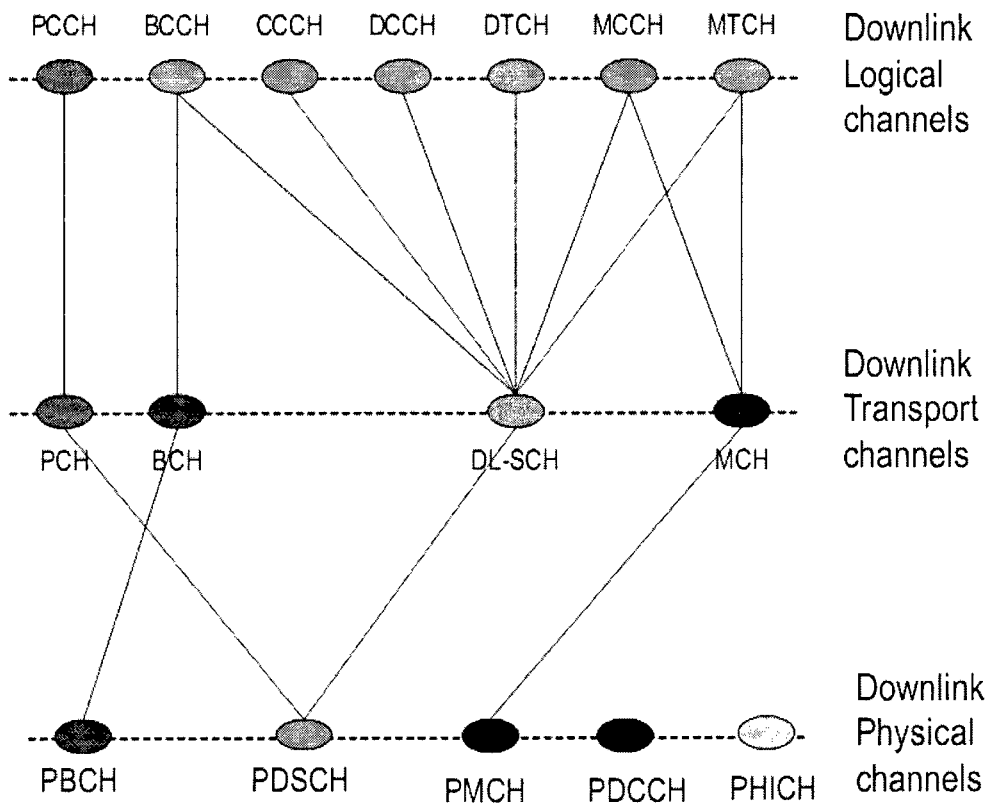 PCCH BCCH CCCH DCCH DTCH MCCH MTCH
Downlink
Logical
channels
Downlink
Transport
channels
PCH BCH DL-SCH MCH
Downlink
Physical
channels
PBCH PDSCH PMCH PDCCH PHICH